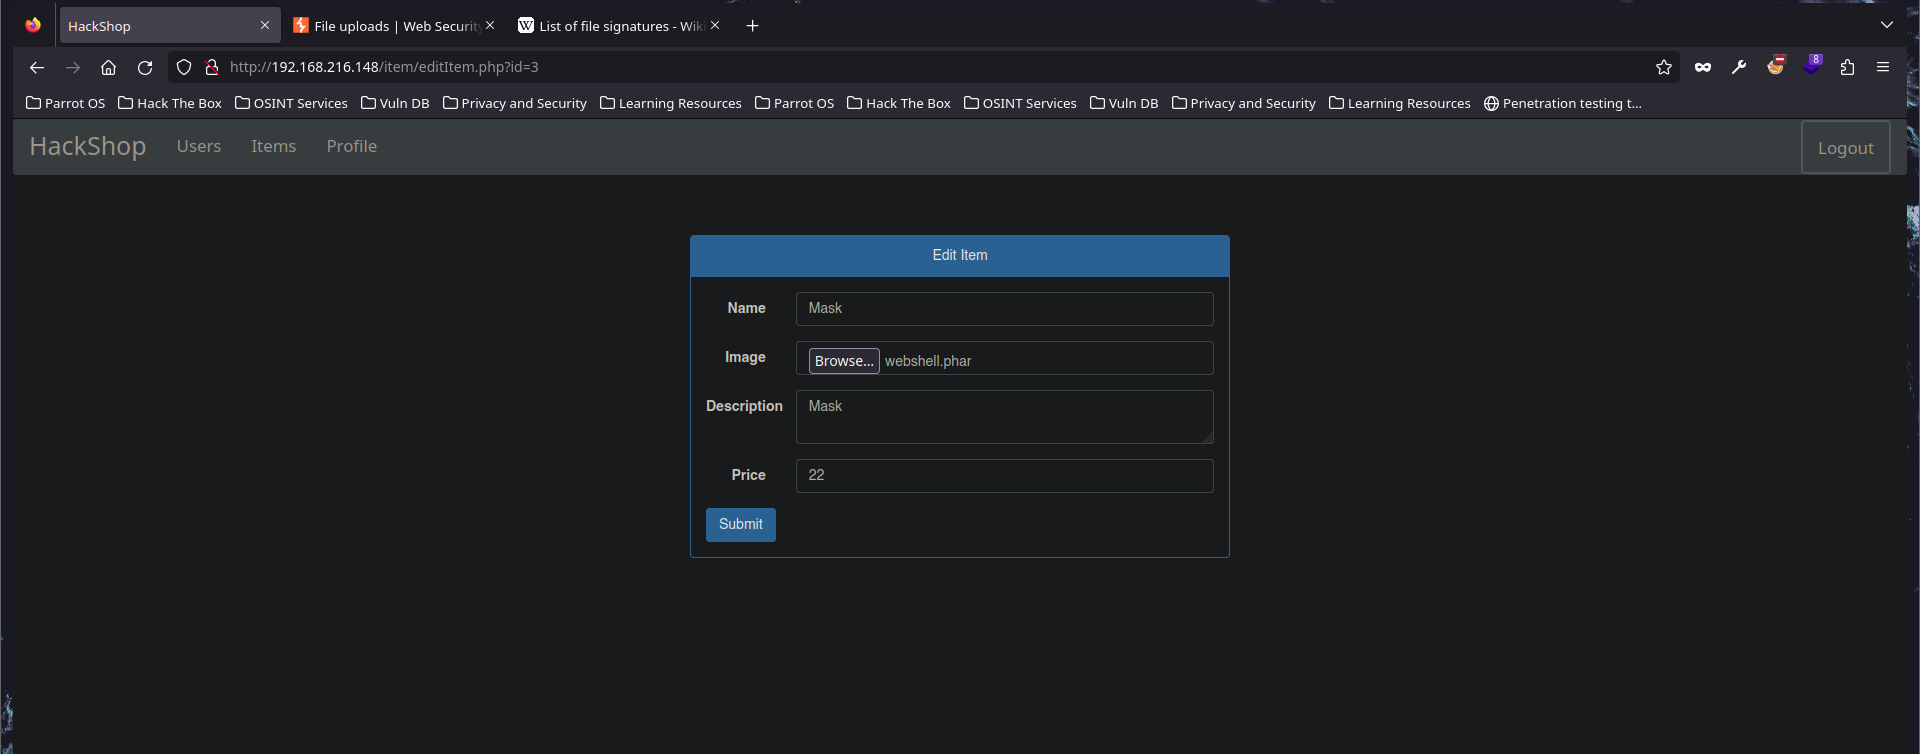 HackShop File uploads | Web Security List of file signatures - Wiki
http://192.168.216.148/item/editItem.php?id=3 8
Parrot OS Hack The Box OSINT Services Vuln DB Privacy and Security Learning Resources Parrot OS Hack The Box OSINT Services Vuln DB Privacy and Security Learning Resources Penetration testing t...
HackShop Users Items Profile Logout
Edit Item
Name Mask
Image Browse... webshell.phar
Description Mask
Price 22
Submit